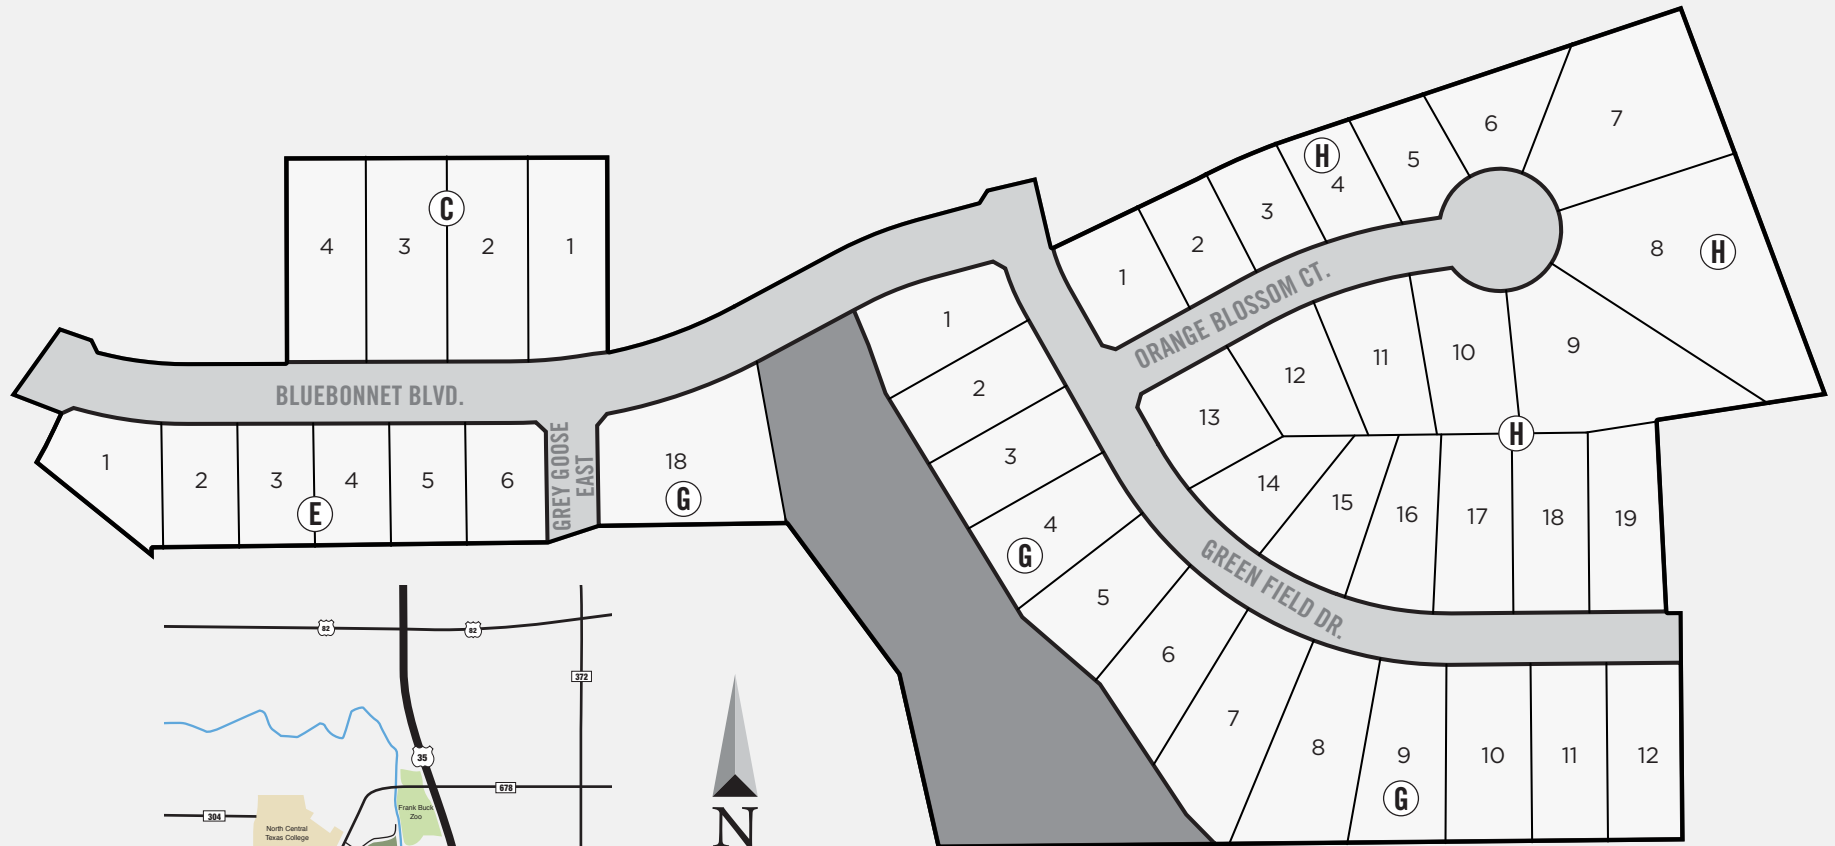 7
6
5
H
4
3
2
1
8
H
ORANGE BLOSSOM CT.
C
4
3
2
1
BLUEBONNET BLVD.
GREY GOOSE
EAST
1
2
3
4
5
6
E
18
G
1
2
3
4
G
5
6
7
8
9
G
10
11
12
13
12
11
10
9
H
14
15
16
17
18
19
GREEN FIELD DR.
82
82
372
35
678
304
Frank Buck
Zoo
North Central
Texas College
N